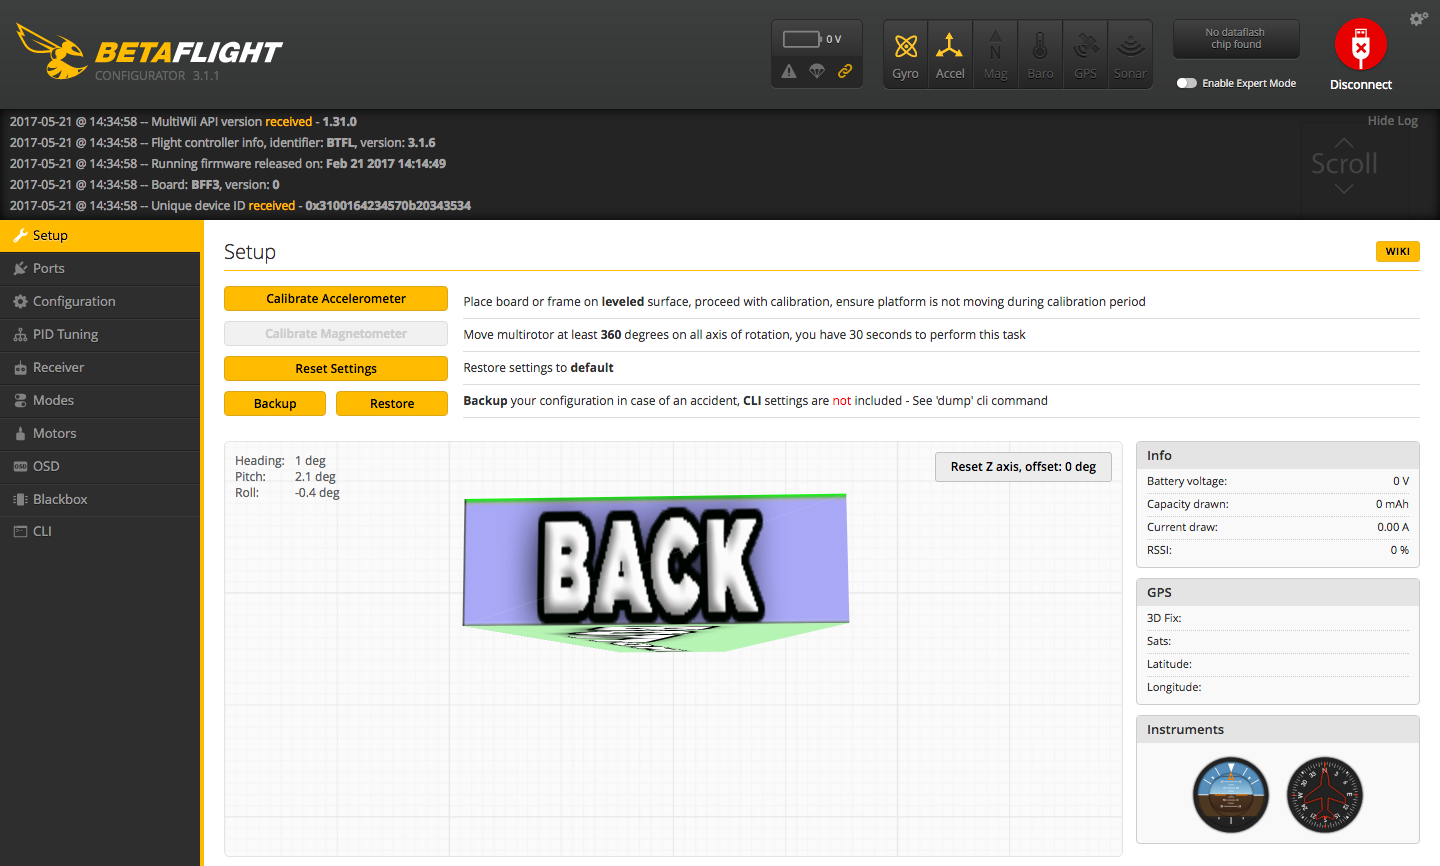 BETAFLIGHT
CONFIGURATOR 3.1.1
0 V
Gyro
Accel
Mag
Baro
GPS
Sonar
No dataflash
chip found
Enable Expert Mode
Disconnect
2017-05-21 @ 14:34:58 -- MultiWii API version received - 1.31.0
2017-05-21 @ 14:34:58 -- Flight controller info, identifier: BTFL, version: 3.1.6
2017-05-21 @ 14:34:58 -- Running firmware released on: Feb 21 2017 14:14:49
2017-05-21 @ 14:34:58 -- Board: BFF3, version: 0
2017-05-21 @ 14:34:58 -- Unique device ID received - 0x3100164234570b20343534
Hide Log
Scroll
Setup
Ports
Configuration
PID Tuning
Receiver
Modes
Motors
OSD OSD
Blackbox
CLI
Setup
WIKI
Calibrate Accelerometer
Place board or frame on leveled surface, proceed with calibration, ensure platform is not moving during calibration period
Calibrate Magnetometer
Move multirotor at least 360 degrees on all axis of rotation, you have 30 seconds to perform this task
Reset Settings
Restore settings to default
Backup
Restore
Backup your configuration in case of an accident, CLI settings are not included - See 'dump' cli command
Heading: 1 deg
Pitch: 2.1 deg
Roll: -0.4 deg
Reset Z axis, offset: 0 deg
BACK
Info
Battery voltage: 0 V
Capacity drawn: 0 mAh
Current draw: 0.00 A
RSSI: 0 %
GPS
3D Fix:
Sats:
Latitude:
Longitude:
Instruments
N
3
6
E
12
15
S
21
24
W
30
33